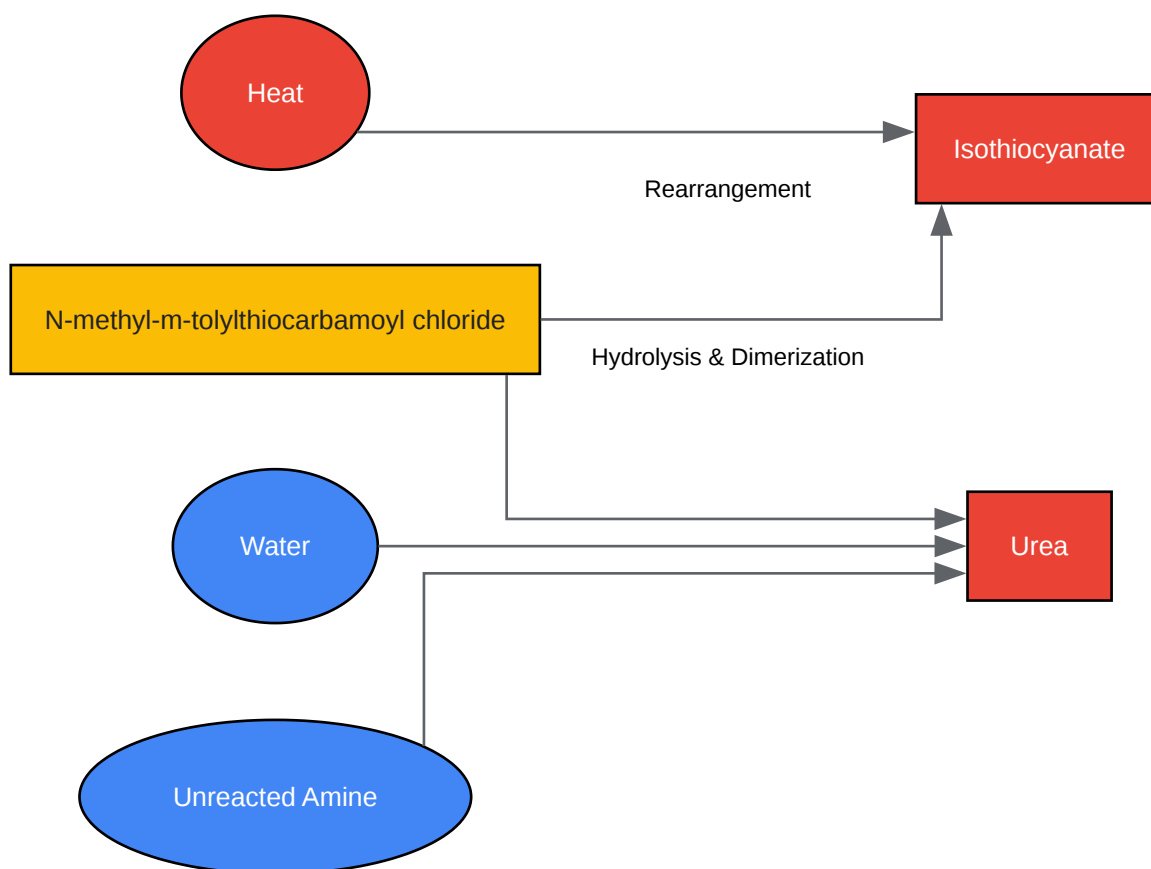 Heat
Isothiocyanate
Rearrangement
N-methyl-m-tolylthiocarbamoyl chloride
Hydrolysis & Dimerization
Water
Urea
Unreacted Amine